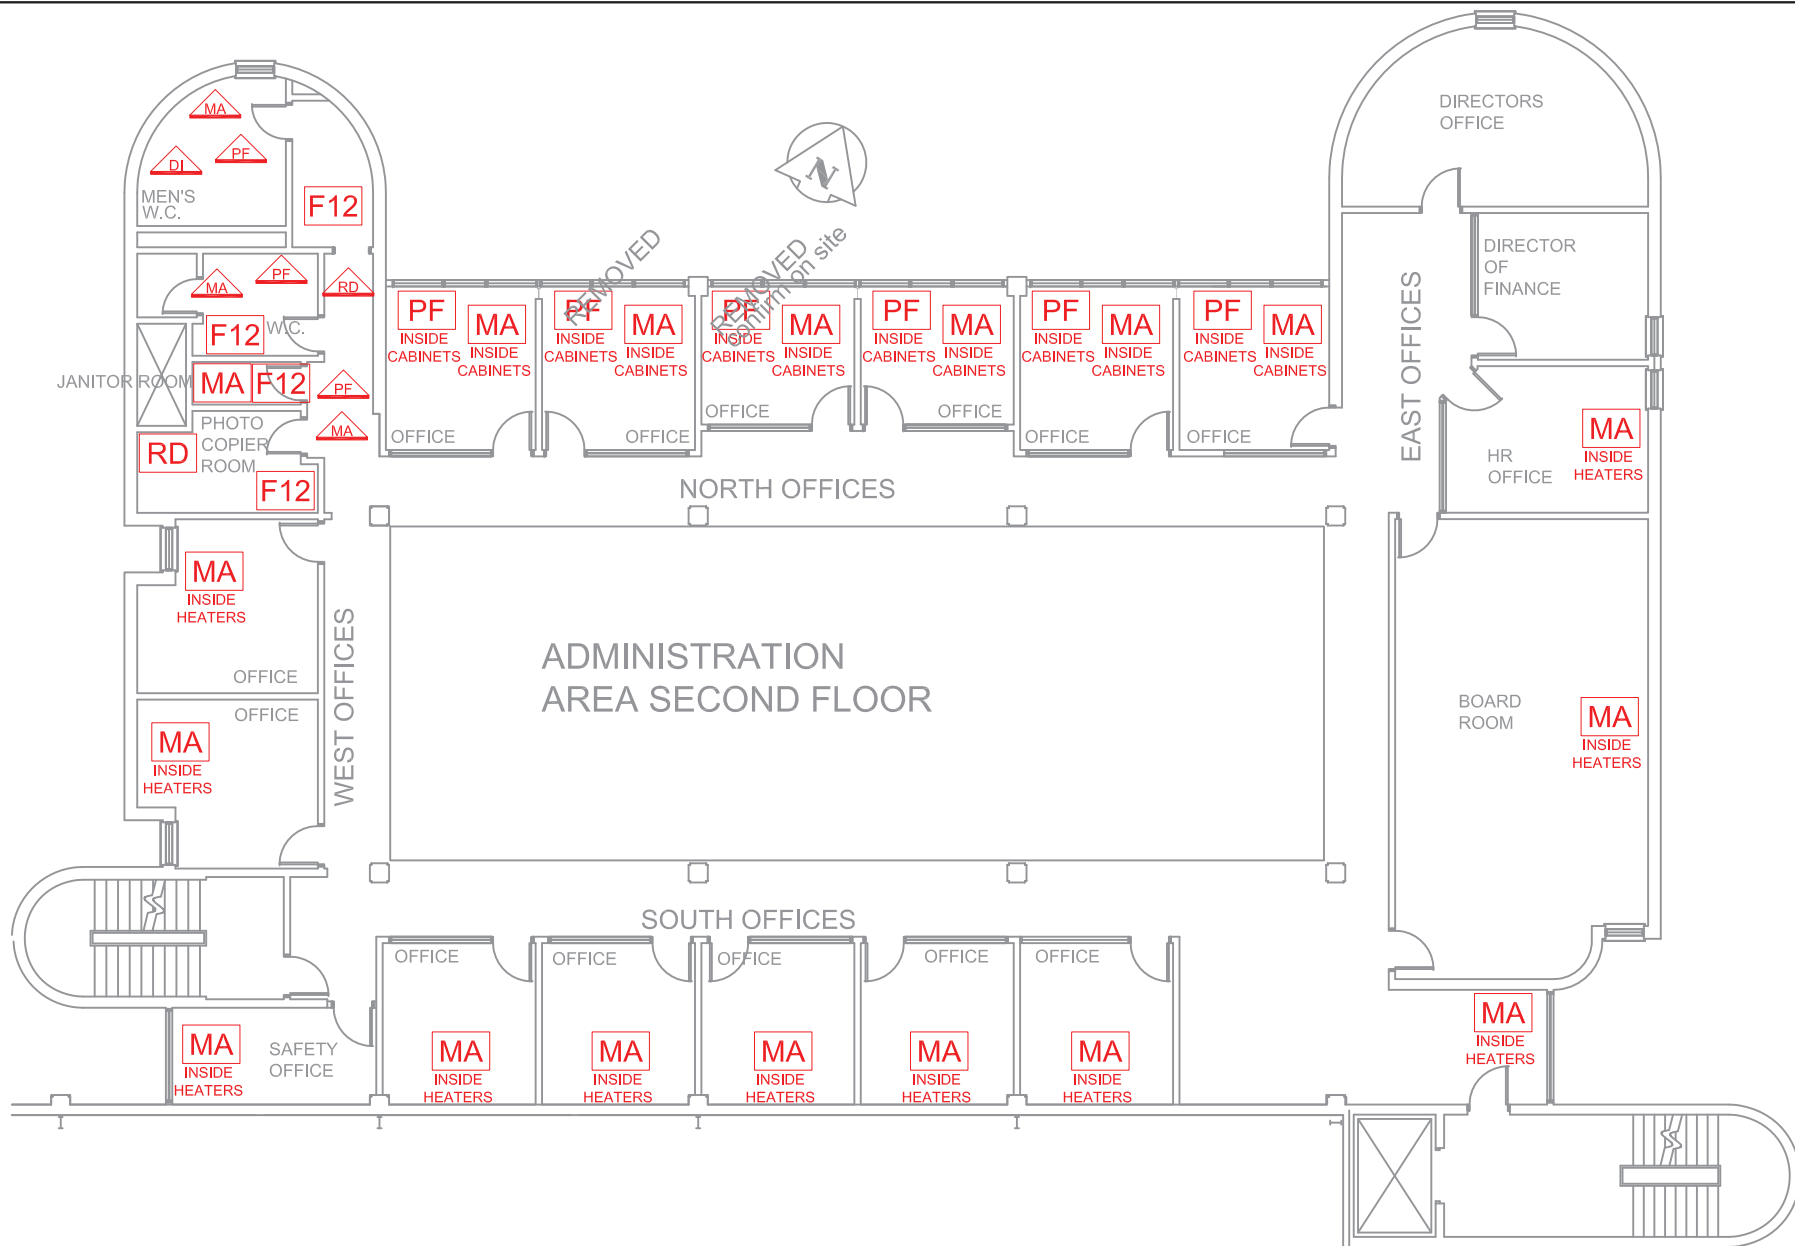 DIRECTORS
OFFICE
MA
PF
DI
MEN'S
W.C.
F12
N
REMOVED
REMOVED
confirm on site
DIRECTOR
OF
FINANCE
MA
PF
RD
F12
W.C.
PF
INSIDE
CABINETS
MA
INSIDE
CABINETS
OFFICE
PF
INSIDE
CABINETS
MA
INSIDE
CABINETS
OFFICE
PF
INSIDE
CABINETS
MA
INSIDE
CABINETS
OFFICE
PF
INSIDE
CABINETS
MA
INSIDE
CABINETS
OFFICE
PF
INSIDE
CABINETS
MA
INSIDE
CABINETS
OFFICE
PF
INSIDE
CABINETS
MA
INSIDE
CABINETS
OFFICE
EAST OFFICES
JANITOR ROOM
MA
F12
PF
MA
PHOTO
COPIER
ROOM
RD
F12
MA
INSIDE
HEATERS
HR
OFFICE
NORTH OFFICES
MA
INSIDE
HEATERS
OFFICE
OFFICE
MA
INSIDE
HEATERS
WEST OFFICES
ADMINISTRATION
AREA SECOND FLOOR
BOARD
ROOM
MA
INSIDE
HEATERS
SOUTH OFFICES
OFFICE
OFFICE
OFFICE
OFFICE
OFFICE
MA
INSIDE
HEATERS
SAFETY
OFFICE
MA
INSIDE
HEATERS
MA
INSIDE
HEATERS
MA
INSIDE
HEATERS
MA
INSIDE
HEATERS
MA
INSIDE
HEATERS
MA
INSIDE
HEATERS